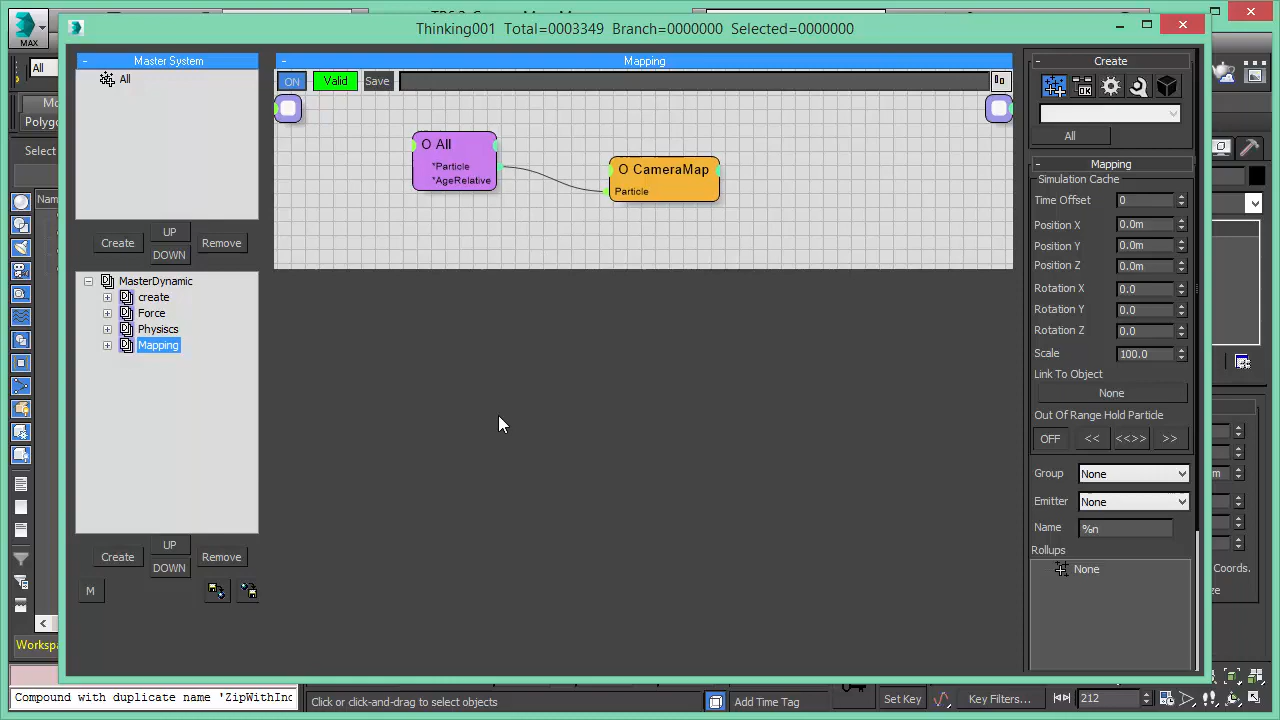 Thinking001 Total=0003349 Branch=0000000 Selected=0000000
MAX
All
Polyg
Select
Master System
All
Create
UP
Remove
DOWN
MasterDynamic
create
Force
Physiscs
Mapping
Create
UP
Remove
DOWN
M
Mapping
ON
Valid
Save
O All
*Particle
*AgeRelative
O CameraMap
Particle
Create
All
Mapping
Simulation Cache
Time Offset 0
Position X 0.0m
Position Y 0.0m
Position Z 0.0m
Rotation X 0.0
Rotation Y 0.0
Rotation Z 0.0
Scale 100.0
Link To Object
None
Out Of Range Hold Particle
OFF << <<>> >>
Group None
Emitter None
Name %n
Rollups
None
Coords.
Compound with duplicate name 'ZipWithInd
Click or click-and-drag to select objects
Add Time Tag
Set Key
Key Filters...
212